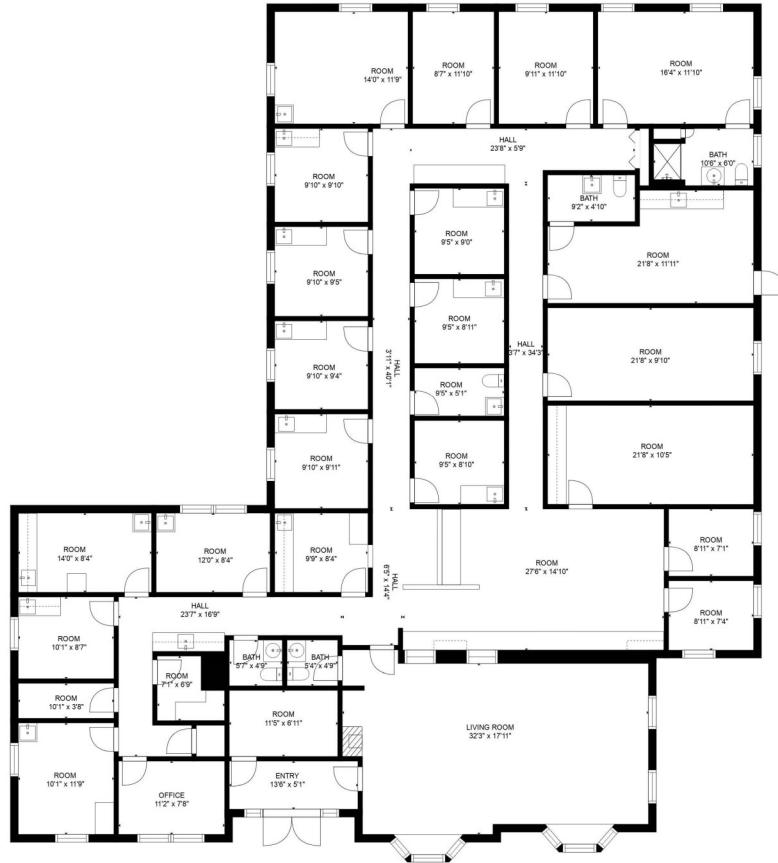 ROOM
14'0" x 11'9"
ROOM
8'7" x 11'10"
ROOM
9'11" x 11'10"
ROOM
16'4" x 11'10"
HALL
23'8" x 5'9"
BATH
10'6" x 6'0"
ROOM
9'10" x 9'10"
BATH
9'2" x 4'10"
ROOM
9'5" x 9'0"
ROOM
21'8" x 11'11"
ROOM
9'10" x 9'5"
ROOM
9'5" x 8'11"
HALL
3'7" x 34'3"
ROOM
21'8" x 9'10"
ROOM
9'10" x 9'4"
HALL
3'11" x 40'1"
ROOM
9'5" x 5'1"
ROOM
9'10" x 9'11"
ROOM
9'5" x 8'10"
ROOM
21'8" x 10'5"
ROOM
14'0" x 8'4"
ROOM
12'0" x 8'4"
ROOM
9'9" x 8'4"
HALL
6'5" x 14'4"
ROOM
27'6" x 14'10"
ROOM
8'11" x 7'1"
ROOM
8'11" x 7'4"
HALL
23'7" x 16'9"
ROOM
10'1" x 8'7"
BATH
5'7" x 4'9"
BATH
5'4" x 4'9"
ROOM
7'1" x 6'9"
ROOM
10'1" x 3'8"
ROOM
11'5" x 6'11"
LIVING ROOM
32'3" x 17'11"
ROOM
10'1" x 11'9"
OFFICE
11'2" x 7'8"
ENTRY
13'6" x 5'1"